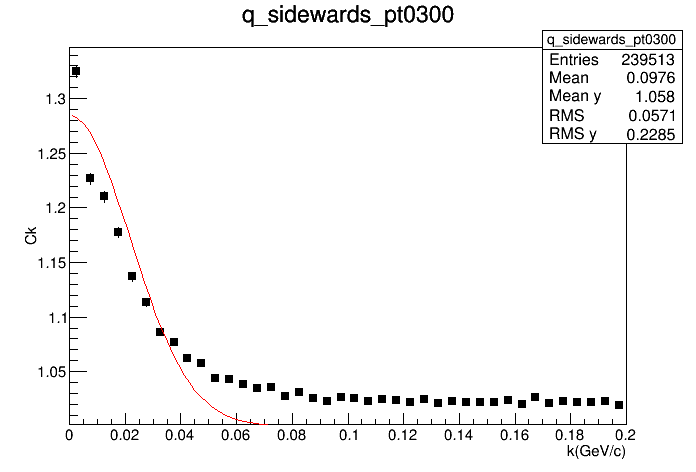 q_sidewards_pt0300
q_sidewards_pt0300
Entries 239513
Mean 0.0976
Mean y 1.058
RMS 0.0571
RMS y 0.2285
Ck
1.3
1.25
1.2
1.15
1.1
1.05
0 0.02 0.04 0.06 0.08 0.1 0.12 0.14 0.16 0.18 0.2
k(GeV/c)